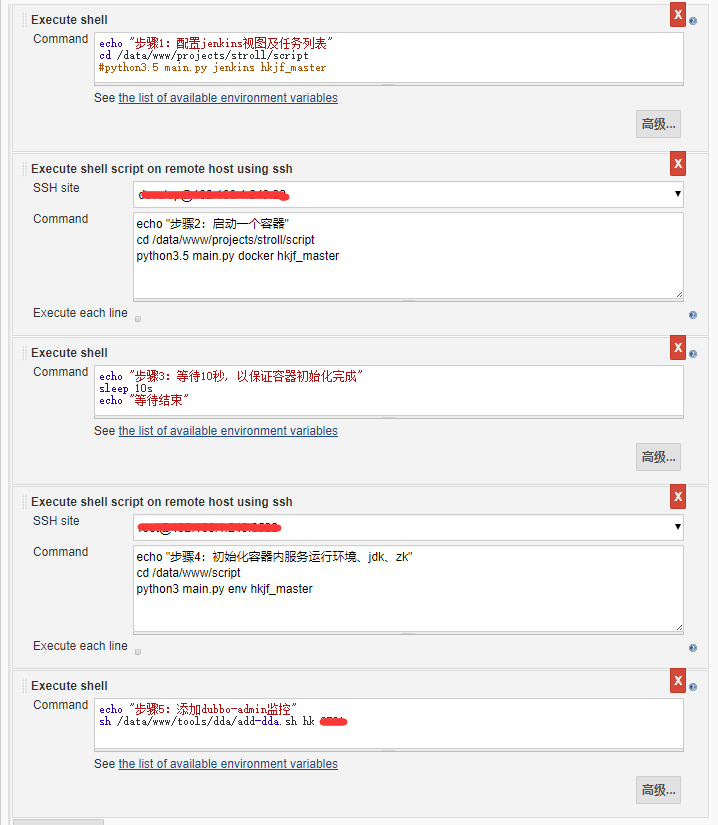 Execute shell
X
Command
echo "步骤1：配置jenkins视图及任务列表"
cd /data/www/projects/stroll/script
#python3.5 main.py jenkins hkjf_master
See the list of available environment variables
高级...
Execute shell script on remote host using ssh
X
SSH site
Command
echo "步骤2：启动一个容器"
cd /data/www/projects/stroll/script
python3.5 main.py docker hkjf_master
Execute each line
Execute shell
X
Command
echo "步骤3：等待10秒，以保证容器初始化完成"
sleep 10s
echo "等待结束"
See the list of available environment variables
高级...
Execute shell script on remote host using ssh
X
SSH site
Command
echo "步骤4：初始化容器内服务运行环境、jdk、zk"
cd /data/www/script
python3 main.py env hkjf_master
Execute each line
Execute shell
X
Command
echo "步骤5：添加dubbo-admin监控"
sh /data/www/tools/dda/add-dda.sh hk
See the list of available environment variables
高级...